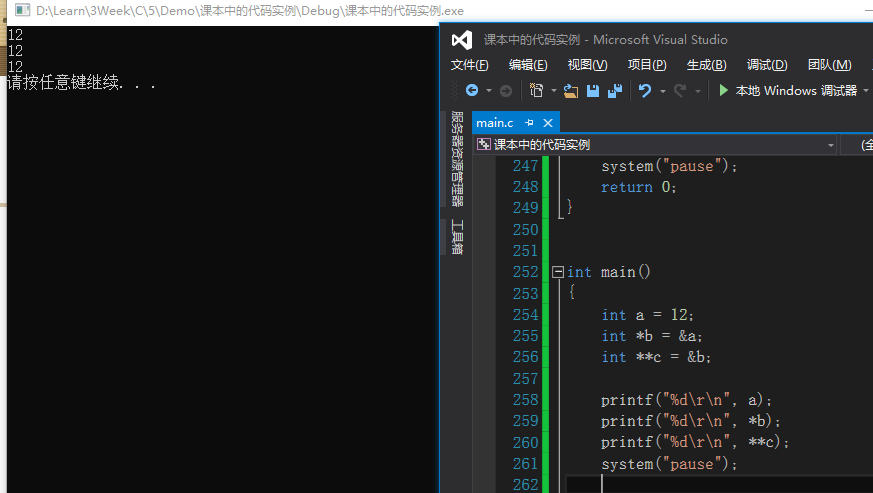 D:\Learn\3Week\C\5\Demo\课本中的代码实例\Debug\课本中的代码实例.exe
12
12
12
请按任意键继续. . .
课本中的代码实例 - Microsoft Visual Studio
文件(F) 编辑(E) 视图(V) 项目(P) 生成(B) 调试(D) 团队(M)
本地 Windows 调试器
服务器资源管理器
工具箱
main.c
课本中的代码实例 (全
247 system("pause");
248 return 0;
249 }
250
251
252 int main()
253 {
254 int a = 12;
255 int *b = &a;
256 int **c = &b;
257
258 printf("%d\r\n", a);
259 printf("%d\r\n", *b);
260 printf("%d\r\n", **c);
261 system("pause");
262